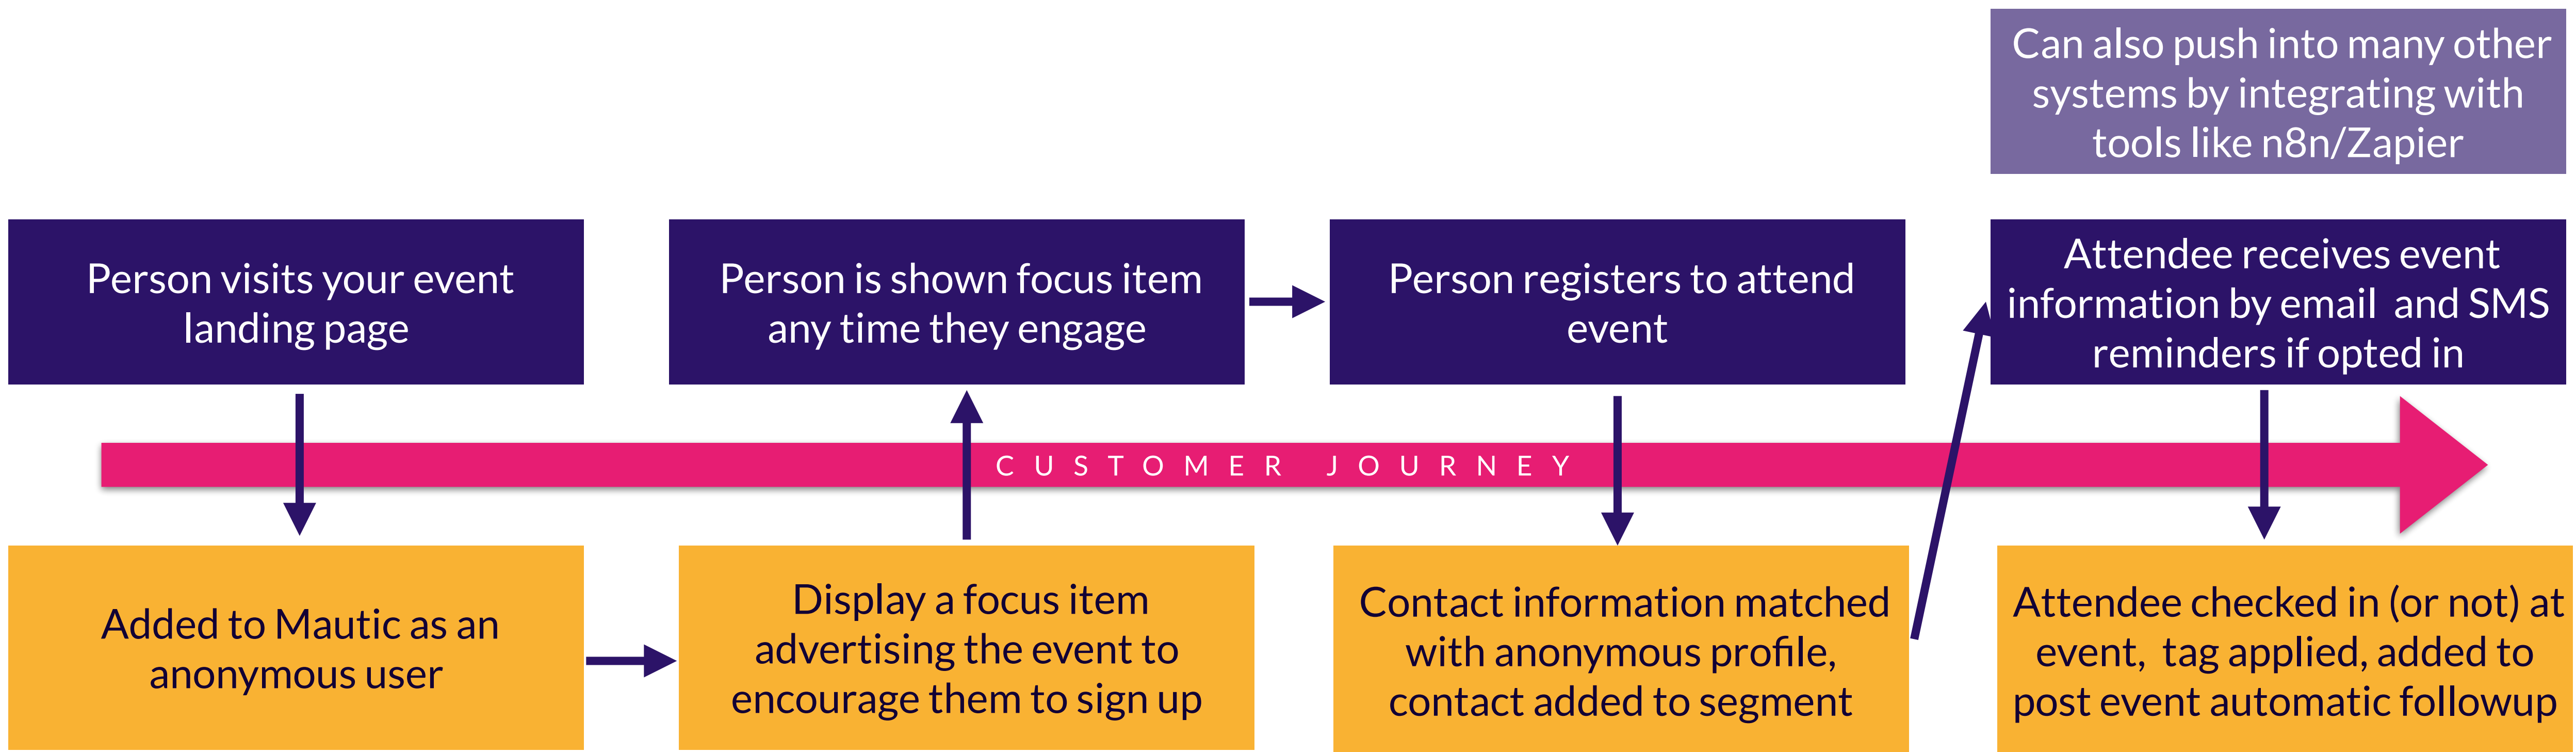 Can also push into many other
systems by integrating with
tools like n8n/Zapier
Person visits your event
landing page
Person is shown focus item
any time they engage
Person registers to attend
event
Attendee receives event
information by email  and SMS
reminders if opted in
CUSTOMER JOURNEY
Added to Mautic as an
anonymous user
Display a focus item
advertising the event to
encourage them to sign up
Contact information matched
with anonymous profile,
contact added to segment
Attendee checked in (or not) at
event,  tag applied, added to
post event automatic followup